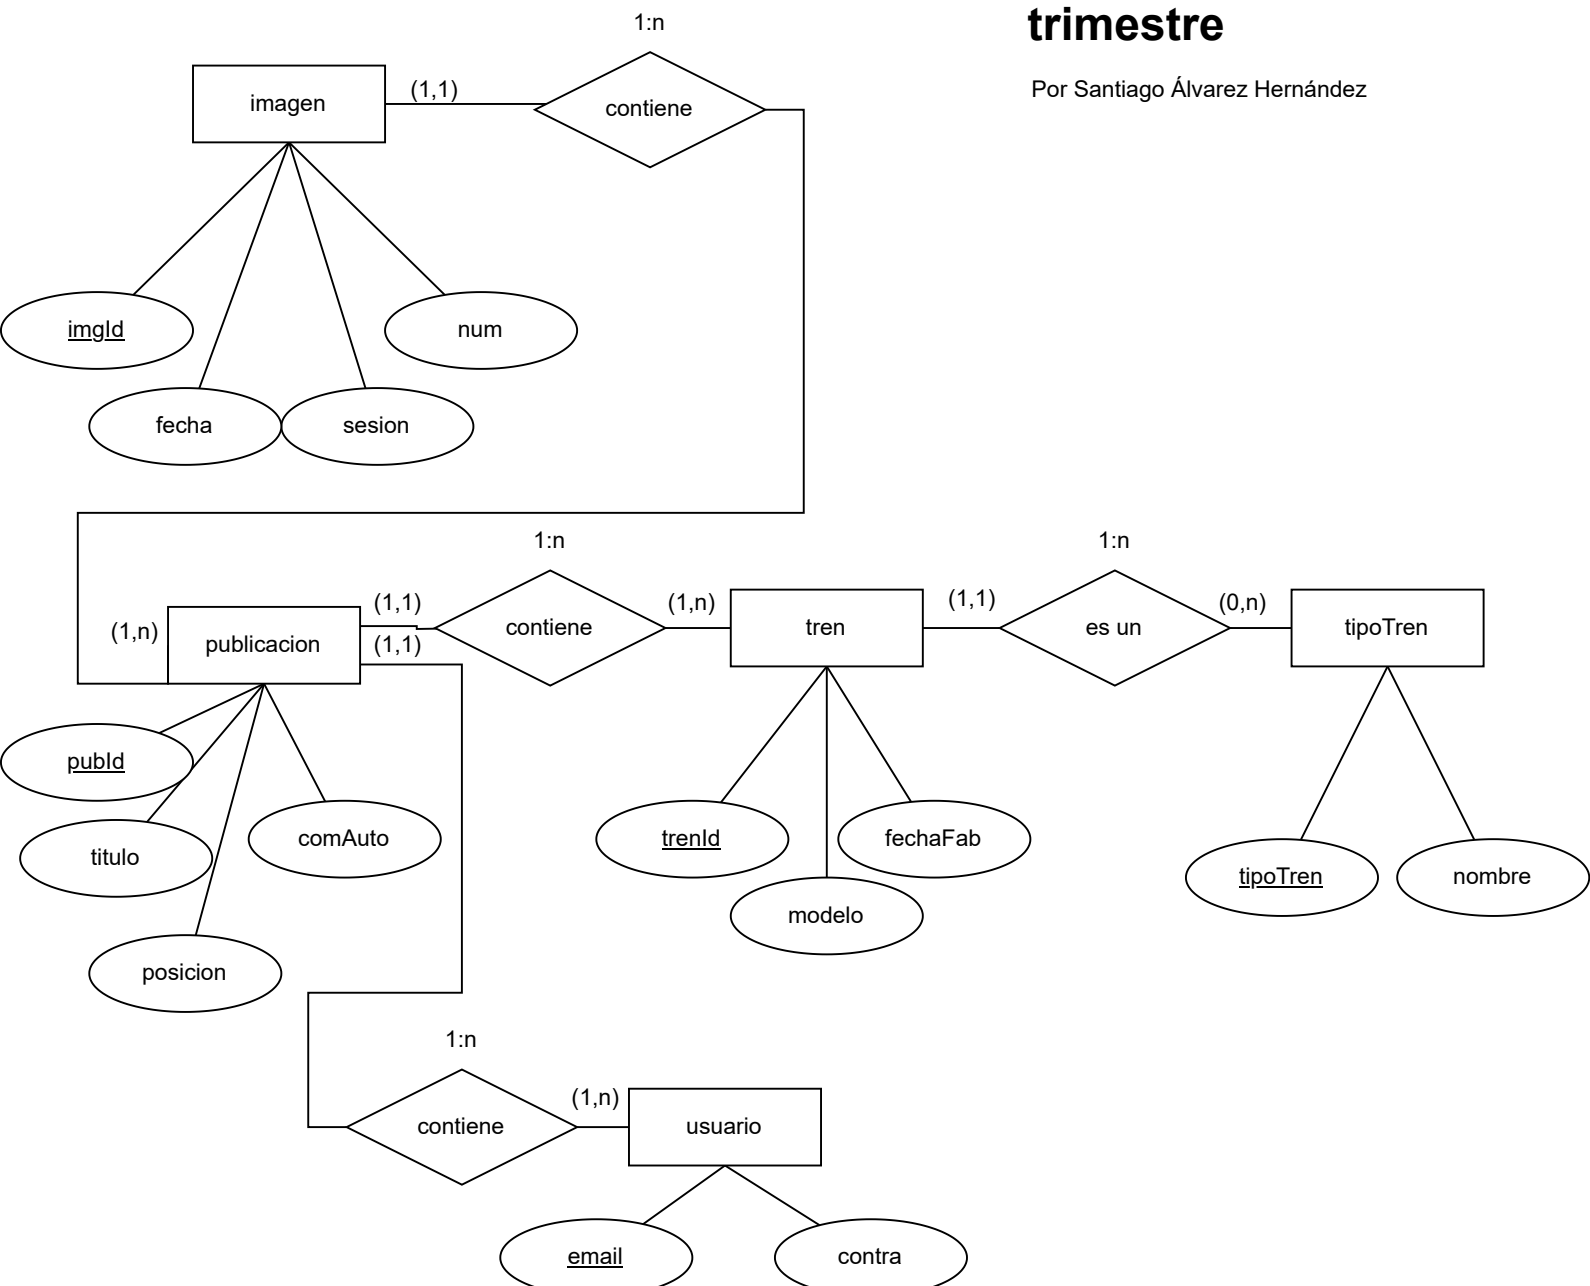 trimestre
1:n
Por Santiago Álvarez Hernández
imagen
(1,1)
contiene
imgId
num
fecha
sesion
1:n
1:n
(1,1)
(1,n)
(1,1)
(0,n)
(1,n)
publicacion
(1,1)
contiene
tren
es un
tipoTren
pubId
titulo
comAuto
posicion
trenId
fechaFab
modelo
tipoTren
nombre
1:n
contiene
(1,n)
usuario
email
contra